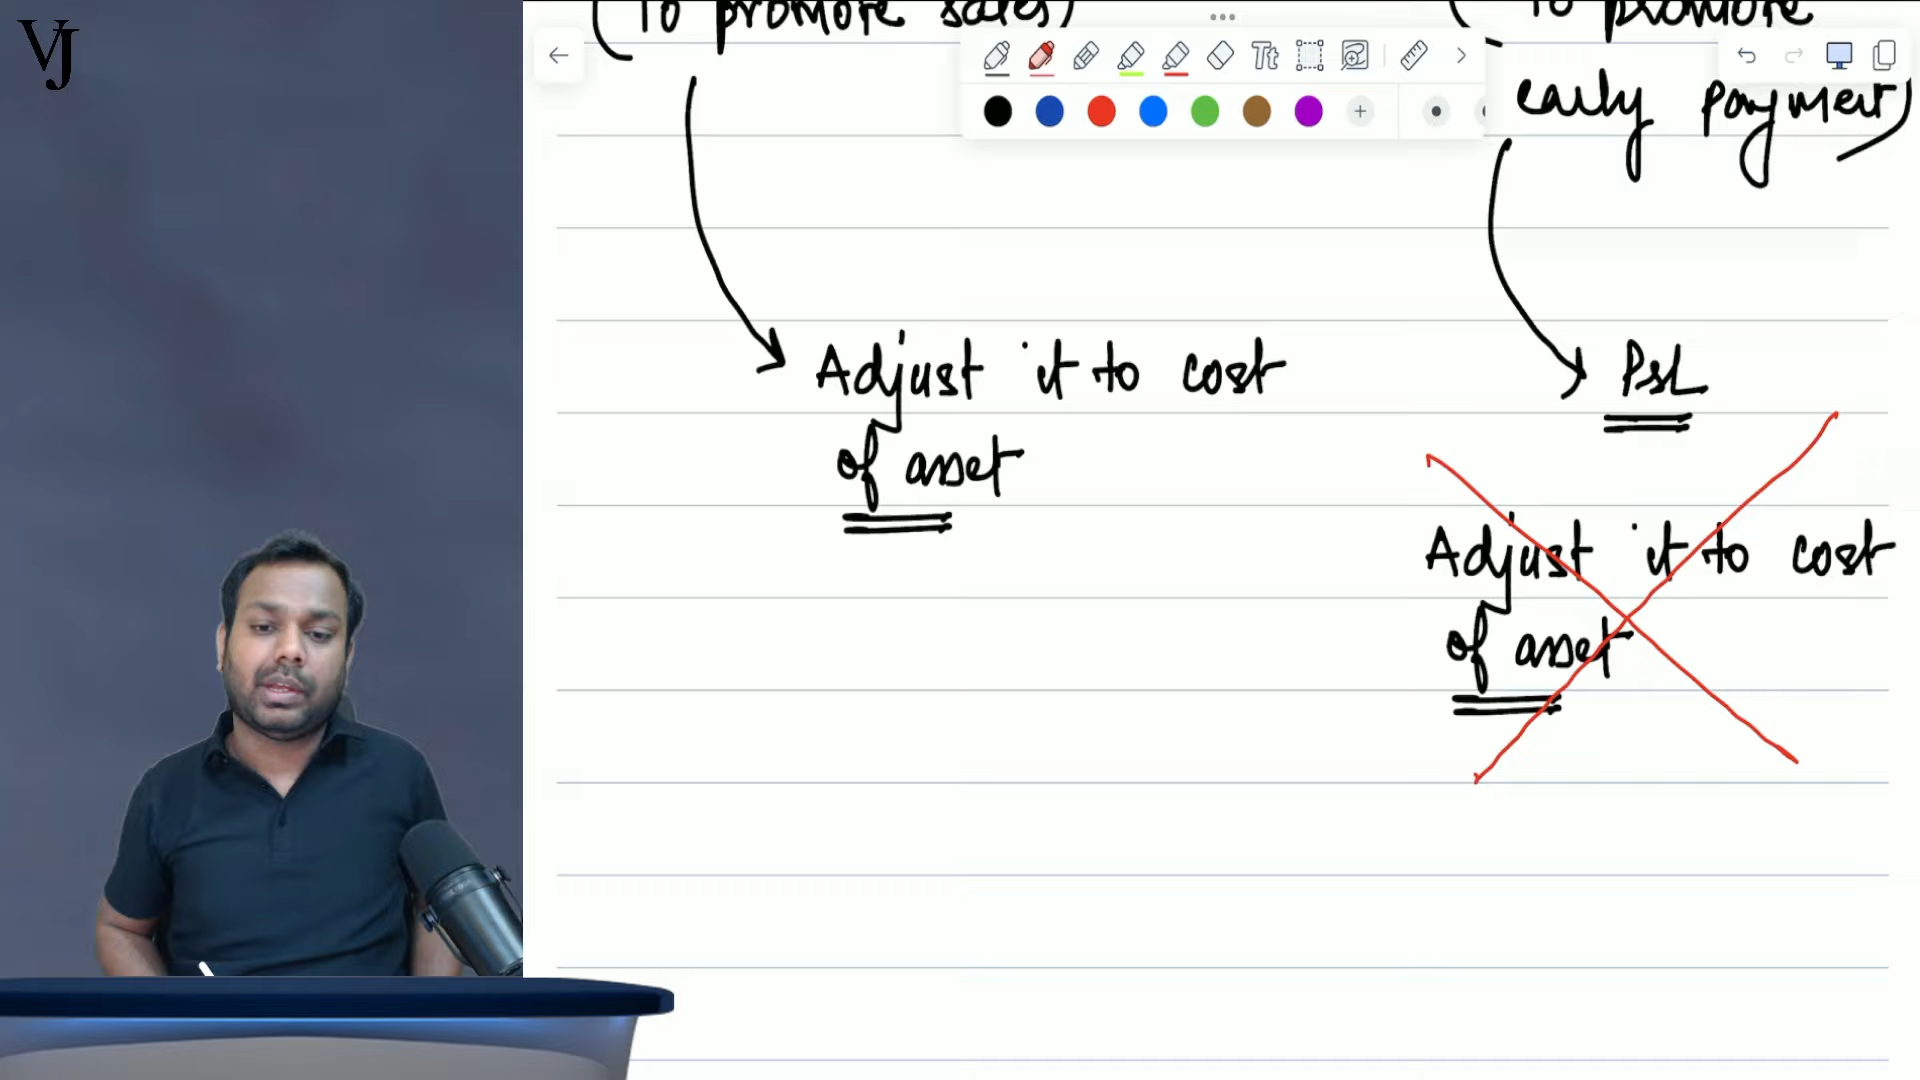 VJ
(To promote sales)
(To promote
early payment)
Tt
Adjust it to cost
of asset
P&L
Adjust it to cost
of asset